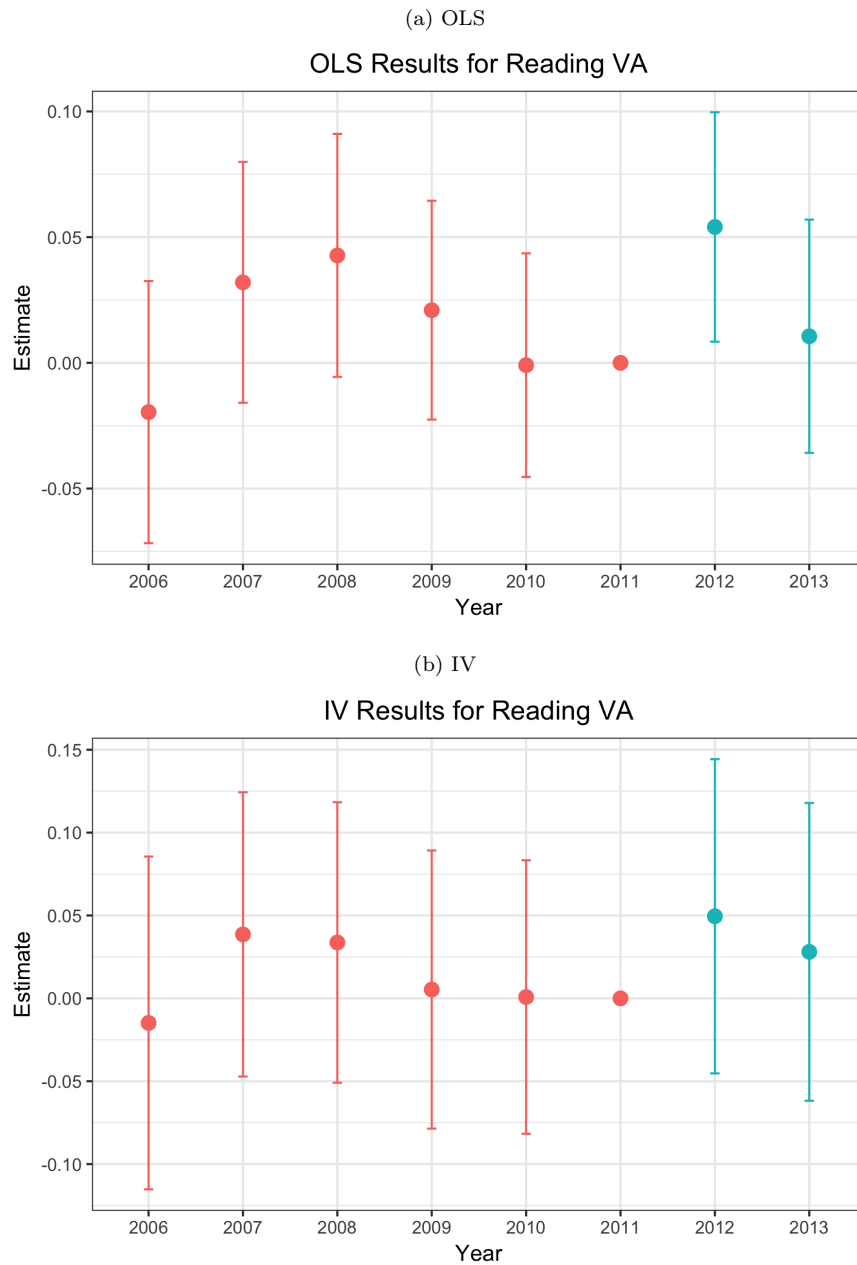 (a) OLS
OLS Results for Reading VA
0.10
0.05
0.00
-0.05
Estimate
2006 2007 2008 2009 2010 2011 2012 2013
Year
(b) IV
IV Results for Reading VA
0.15
0.10
0.05
0.00
-0.05
-0.10
Estimate
2006 2007 2008 2009 2010 2011 2012 2013
Year